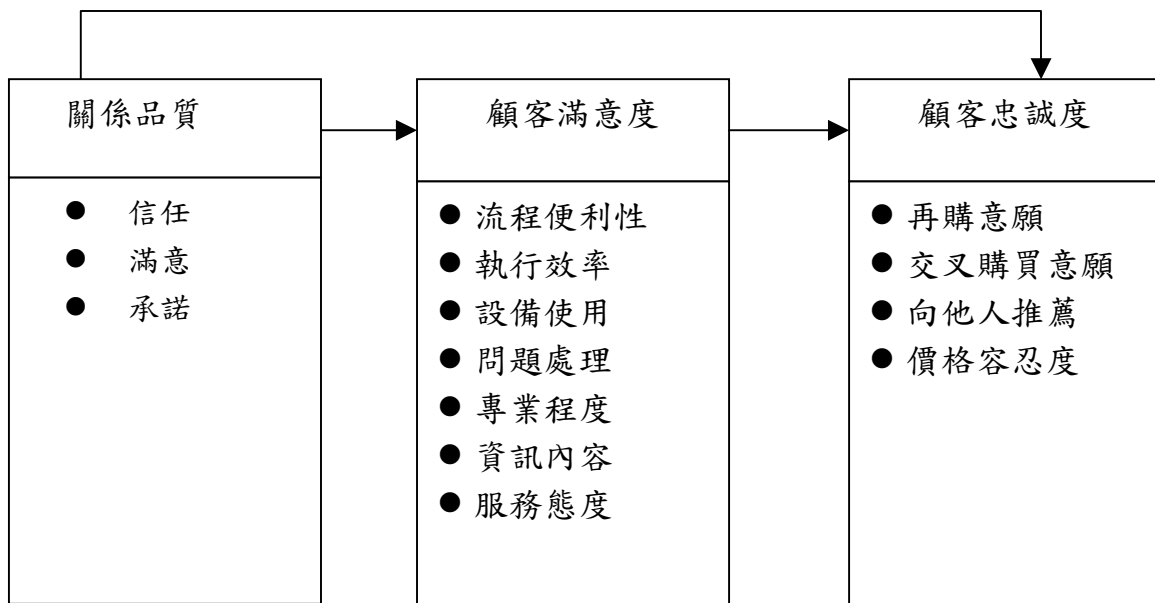 關係品質
信任
滿意
承諾
顧客滿意度
流程便利性
執行效率
設備使用
問題處理
專業程度
資訊內容
服務態度
顧客忠誠度
再購意願
交叉購買意願
向他人推薦
價格容忍度